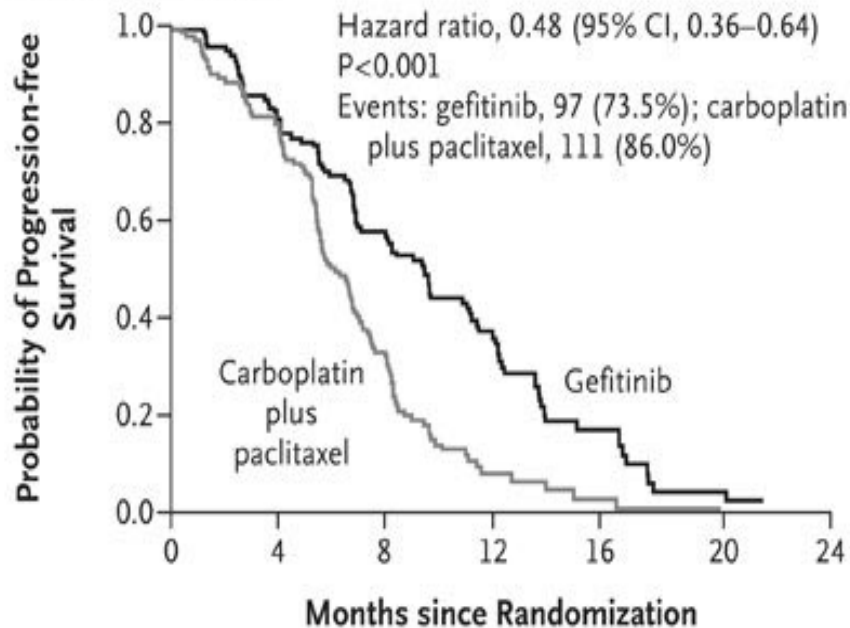 Hazard ratio, 0.48 (95% CI, 0.36–0.64)
P<0.001
Events: gefitinib, 97 (73.5%); carboplatin
plus paclitaxel, 111 (86.0%)
Probability of Progression-free
Survival
1.0
0.8
0.6
0.4
0.2
0.0
Carboplatin
plus
paclitaxel
Gefitinib
0 4 8 12 16 20 24
Months since Randomization